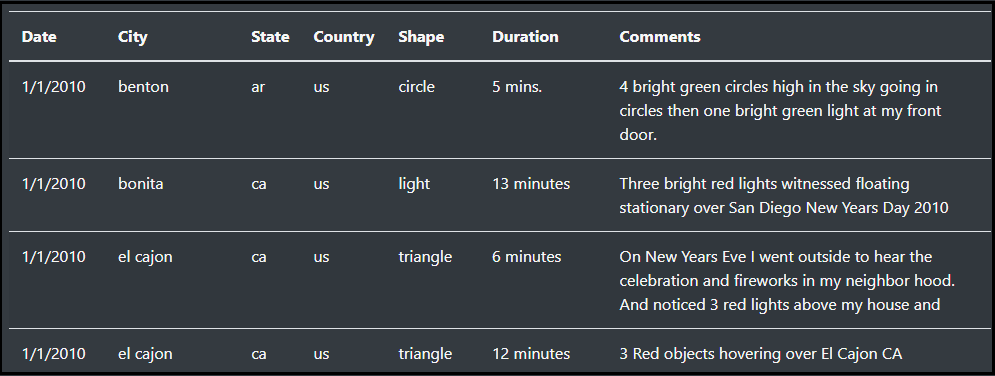 Date City State Country Shape Duration Comments
1/1/2010 benton ar us circle 5 mins. 4 bright green circles high in the sky going in
circles then one bright green light at my front
door.
1/1/2010 bonita ca us light 13 minutes Three bright red lights witnessed floating
stationary over San Diego New Years Day 2010
1/1/2010 el cajon ca us triangle 6 minutes On New Years Eve I went outside to hear the
celebration and fireworks in my neighbor hood.
And noticed 3 red lights above my house and
1/1/2010 el cajon ca us triangle 12 minutes 3 Red objects hovering over El Cajon CA